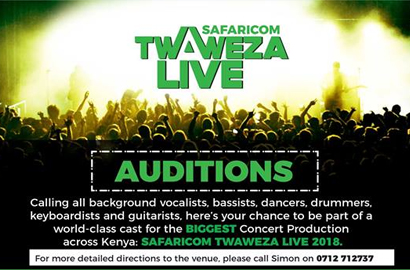 SAFARICOM
TWAWEZA
LIVE
AUDITIONS
Calling all background vocalists, bassists, dancers, drummers,
keyboardists and guitarists, here's your chance to be part of a
world-class cast for the BIGGEST Concert Production
across Kenya: SAFARICOM TWAWEZA LIVE 2018.
For more detailed directions to the venue, please call Simon on 0712 712737